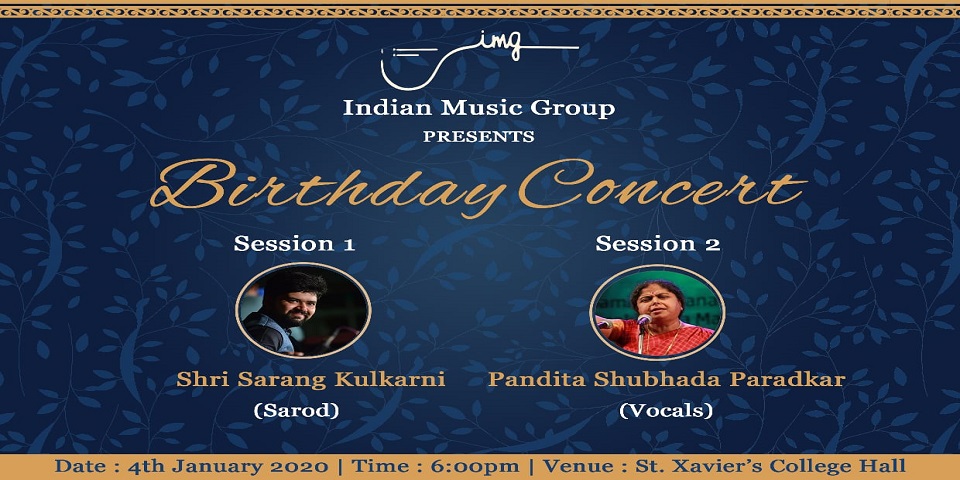 img
Indian Music Group
PRESENTS
Birthday Concert
Session 1
Shri Sarang Kulkarni
(Sarod)
Session 2
Pandita Shubhada Paradkar
(Vocals)
Date : 4th January 2020 | Time : 6:00pm | Venue : St. Xavier's College Hall